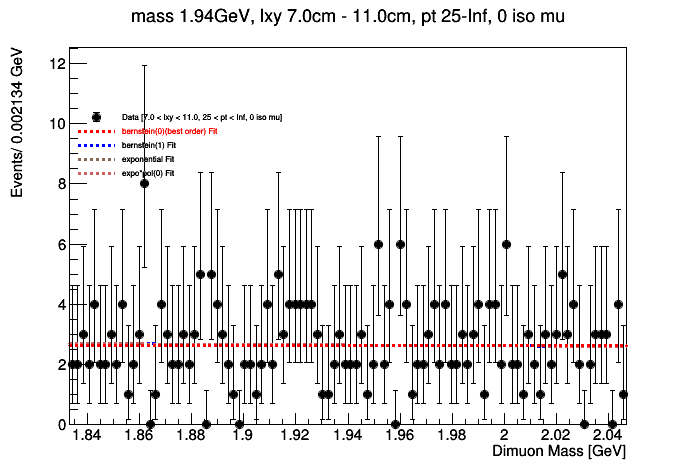 mass 1.94GeV, lxy 7.0cm - 11.0cm, pt 25-Inf, 0 iso mu
Events/ 0.002134 GeV
12
10
8
6
4
2
0
Data [7.0 < lxy < 11.0, 25 < pt < Inf, 0 iso mu]
bernstein(0)(best order) Fit
bernstein(1) Fit
exponential Fit
expo*pol(0) Fit
1.84 1.86 1.88 1.9 1.92 1.94 1.96 1.98 2 2.02 2.04
Dimuon Mass [GeV]